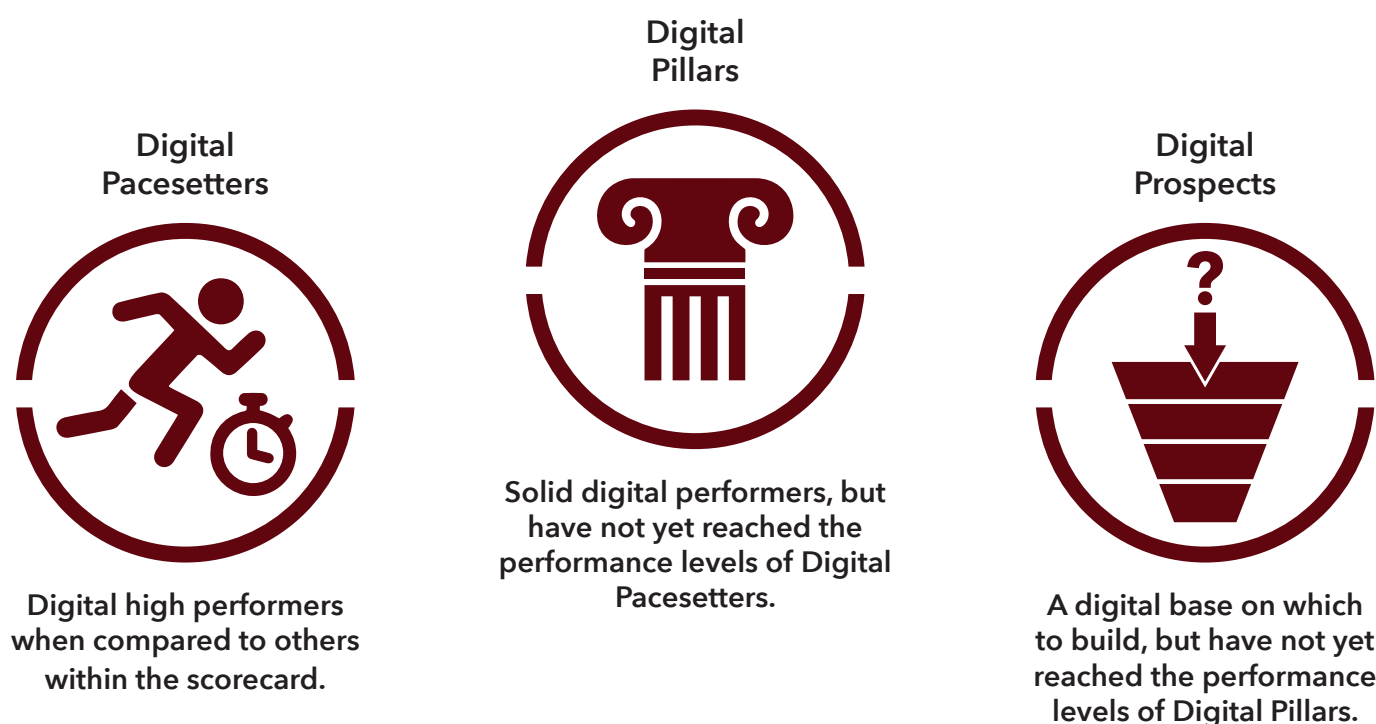 Digital
Pacesetters
Digital high performers
when compared to others
within the scorecard.
Digital
Pillars
Solid digital performers, but
have not yet reached the
performance levels of Digital
Pacesetters.
Digital
Prospects
?
A digital base on which
to build, but have not yet
reached the performance
levels of Digital Pillars.